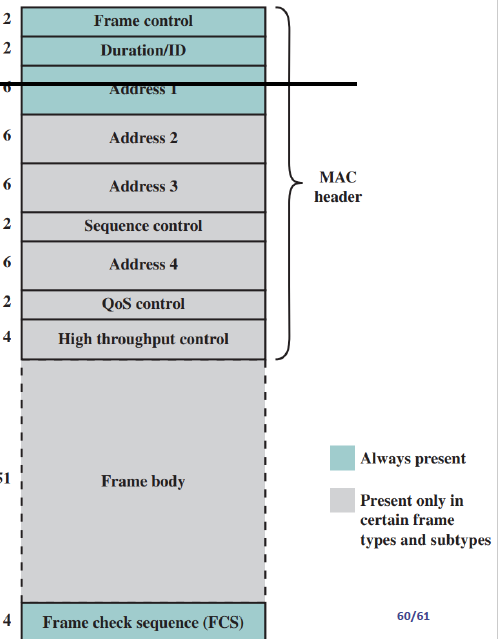 2 Frame control
2 Duration/ID
6 Address 1
6 Address 2
6 Address 3
2 Sequence control
6 Address 4
2 QoS control
4 High throughput control
MAC
header
51 Frame body
Always present
Present only in
certain frame
types and subtypes
4 Frame check sequence (FCS)
60/61